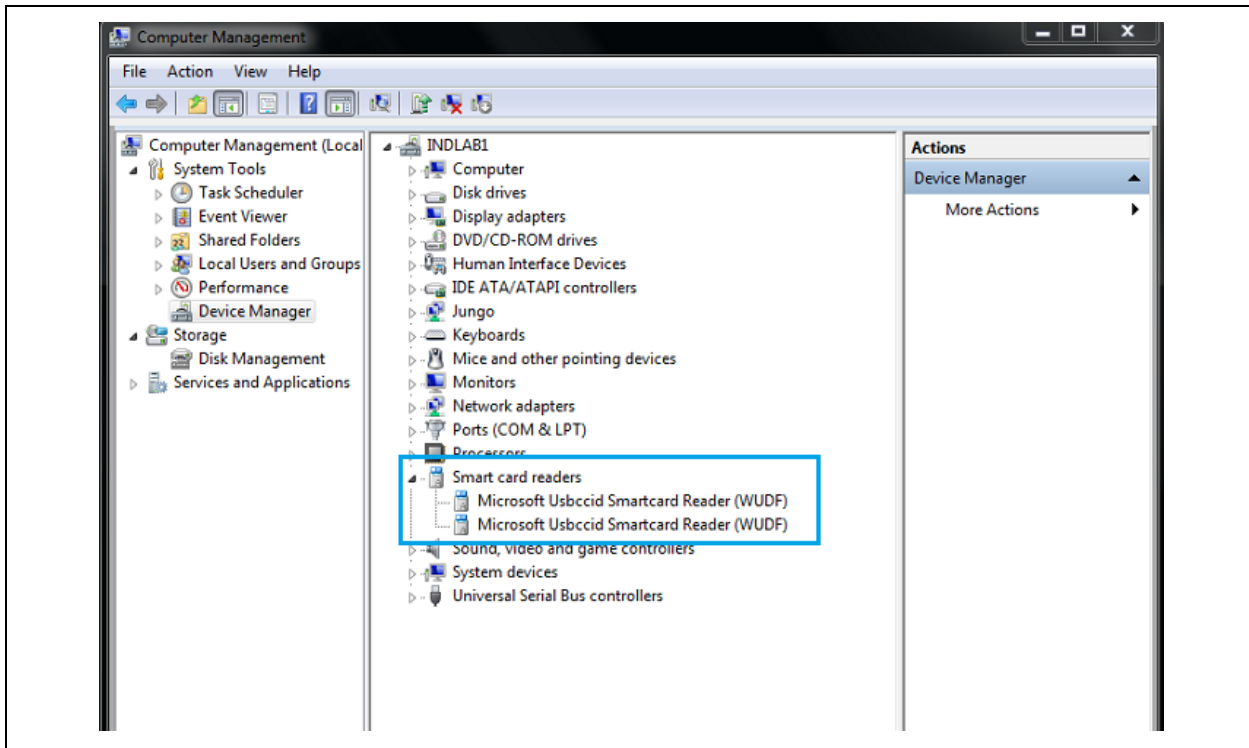 Computer Management
File Action View Help
Computer Management (Local
System Tools
Task Scheduler
Event Viewer
Shared Folders
Local Users and Groups
Performance
Device Manager
Storage
Disk Management
Services and Applications
INDLAB1
Computer
Disk drives
Display adapters
DVD/CD-ROM drives
Human Interface Devices
IDE ATA/ATAPI controllers
Jungo
Keyboards
Mice and other pointing devices
Monitors
Network adapters
Ports (COM & LPT)
Processors
Smart card readers
Microsoft Usbccid Smartcard Reader (WUDF)
Microsoft Usbccid Smartcard Reader (WUDF)
Sound, video and game controllers
System devices
Universal Serial Bus controllers
Actions
Device Manager
More Actions